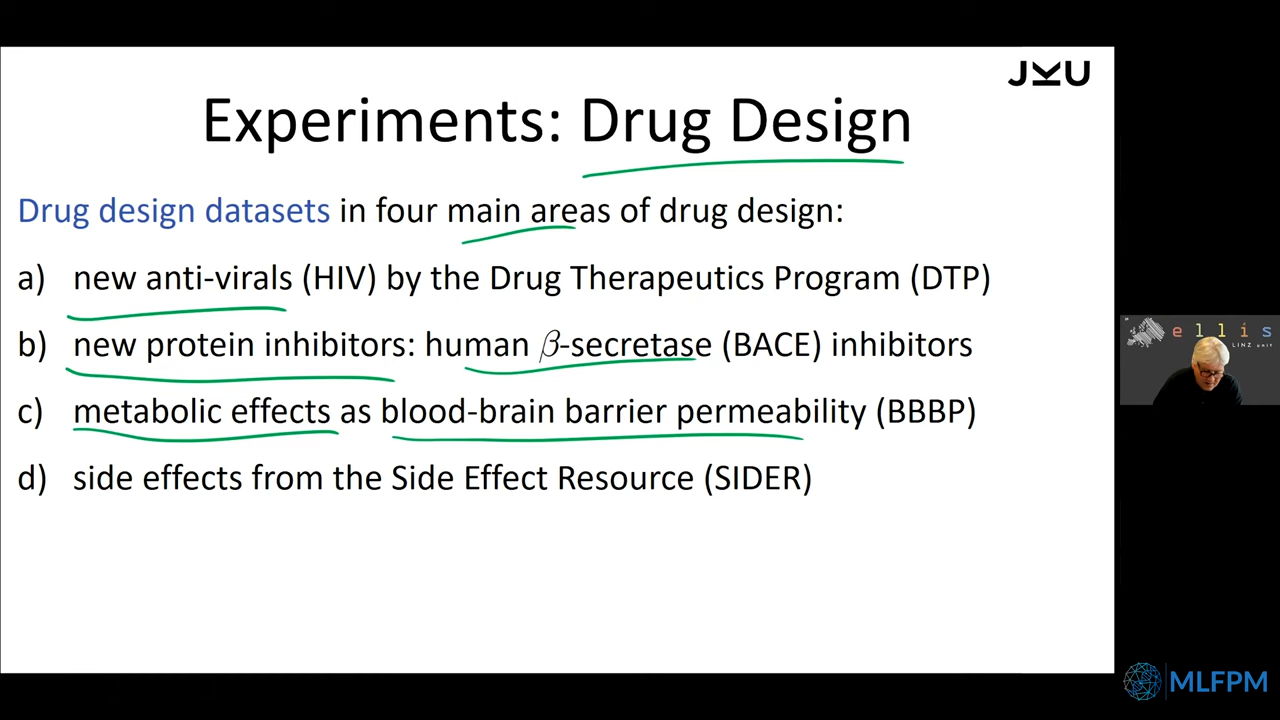 JKU
Experiments: Drug Design
Drug design datasets in four main areas of drug design:
a) new anti-virals (HIV) by the Drug Therapeutics Program (DTP)
b) new protein inhibitors: human β-secretase (BACE) inhibitors
c) metabolic effects as blood-brain barrier permeability (BBBP)
d) side effects from the Side Effect Resource (SIDER)
ellis
LINZ unit
MLFPM